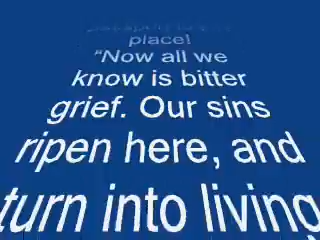 place!
“Now all we
know is bitter
grief. Our sins
ripen here, and
turn into living